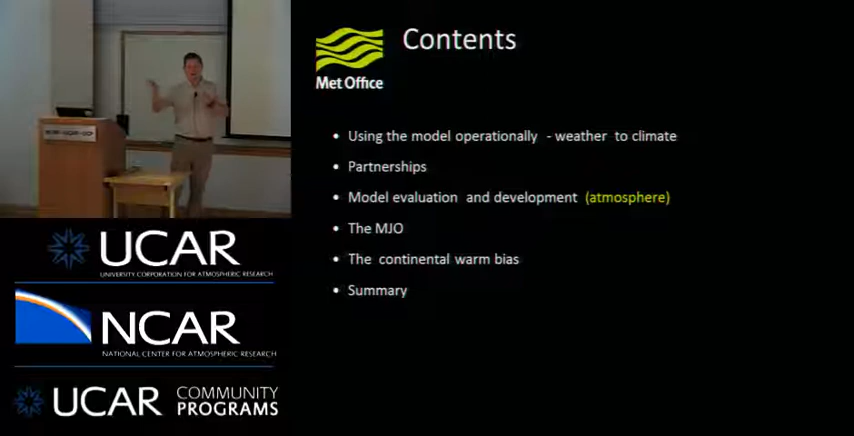 Contents
Met Office
• Using the model operationally - weather to climate
• Partnerships
• Model evaluation and development (atmosphere)
• The MJO
• The continental warm bias
• Summary
UCAR
UNIVERSITY CORPORATION FOR ATMOSPHERIC RESEARCH
NCAR
NATIONAL CENTER FOR ATMOSPHERIC RESEARCH
UCAR COMMUNITY
PROGRAMS